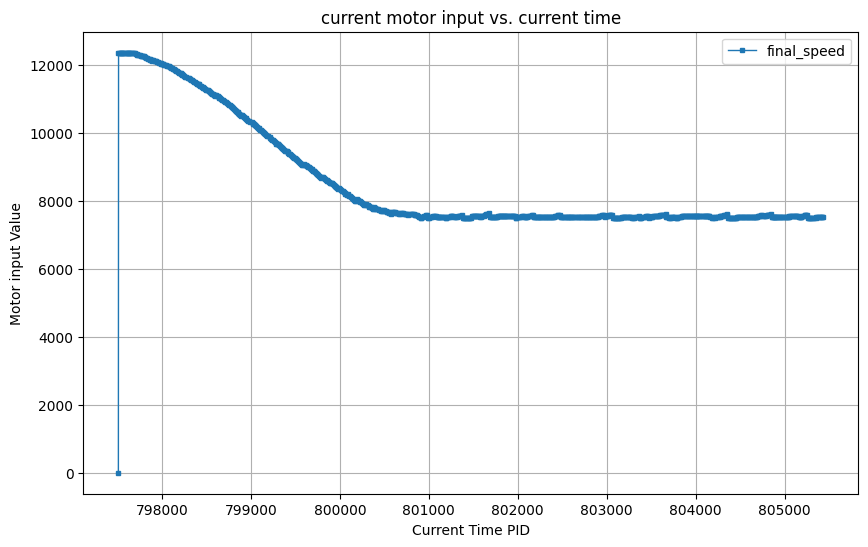 current motor input vs. current time
final_speed
12000
10000
8000
6000
4000
2000
0
Motor input Value
798000 799000 800000 801000 802000 803000 804000 805000
Current Time PID